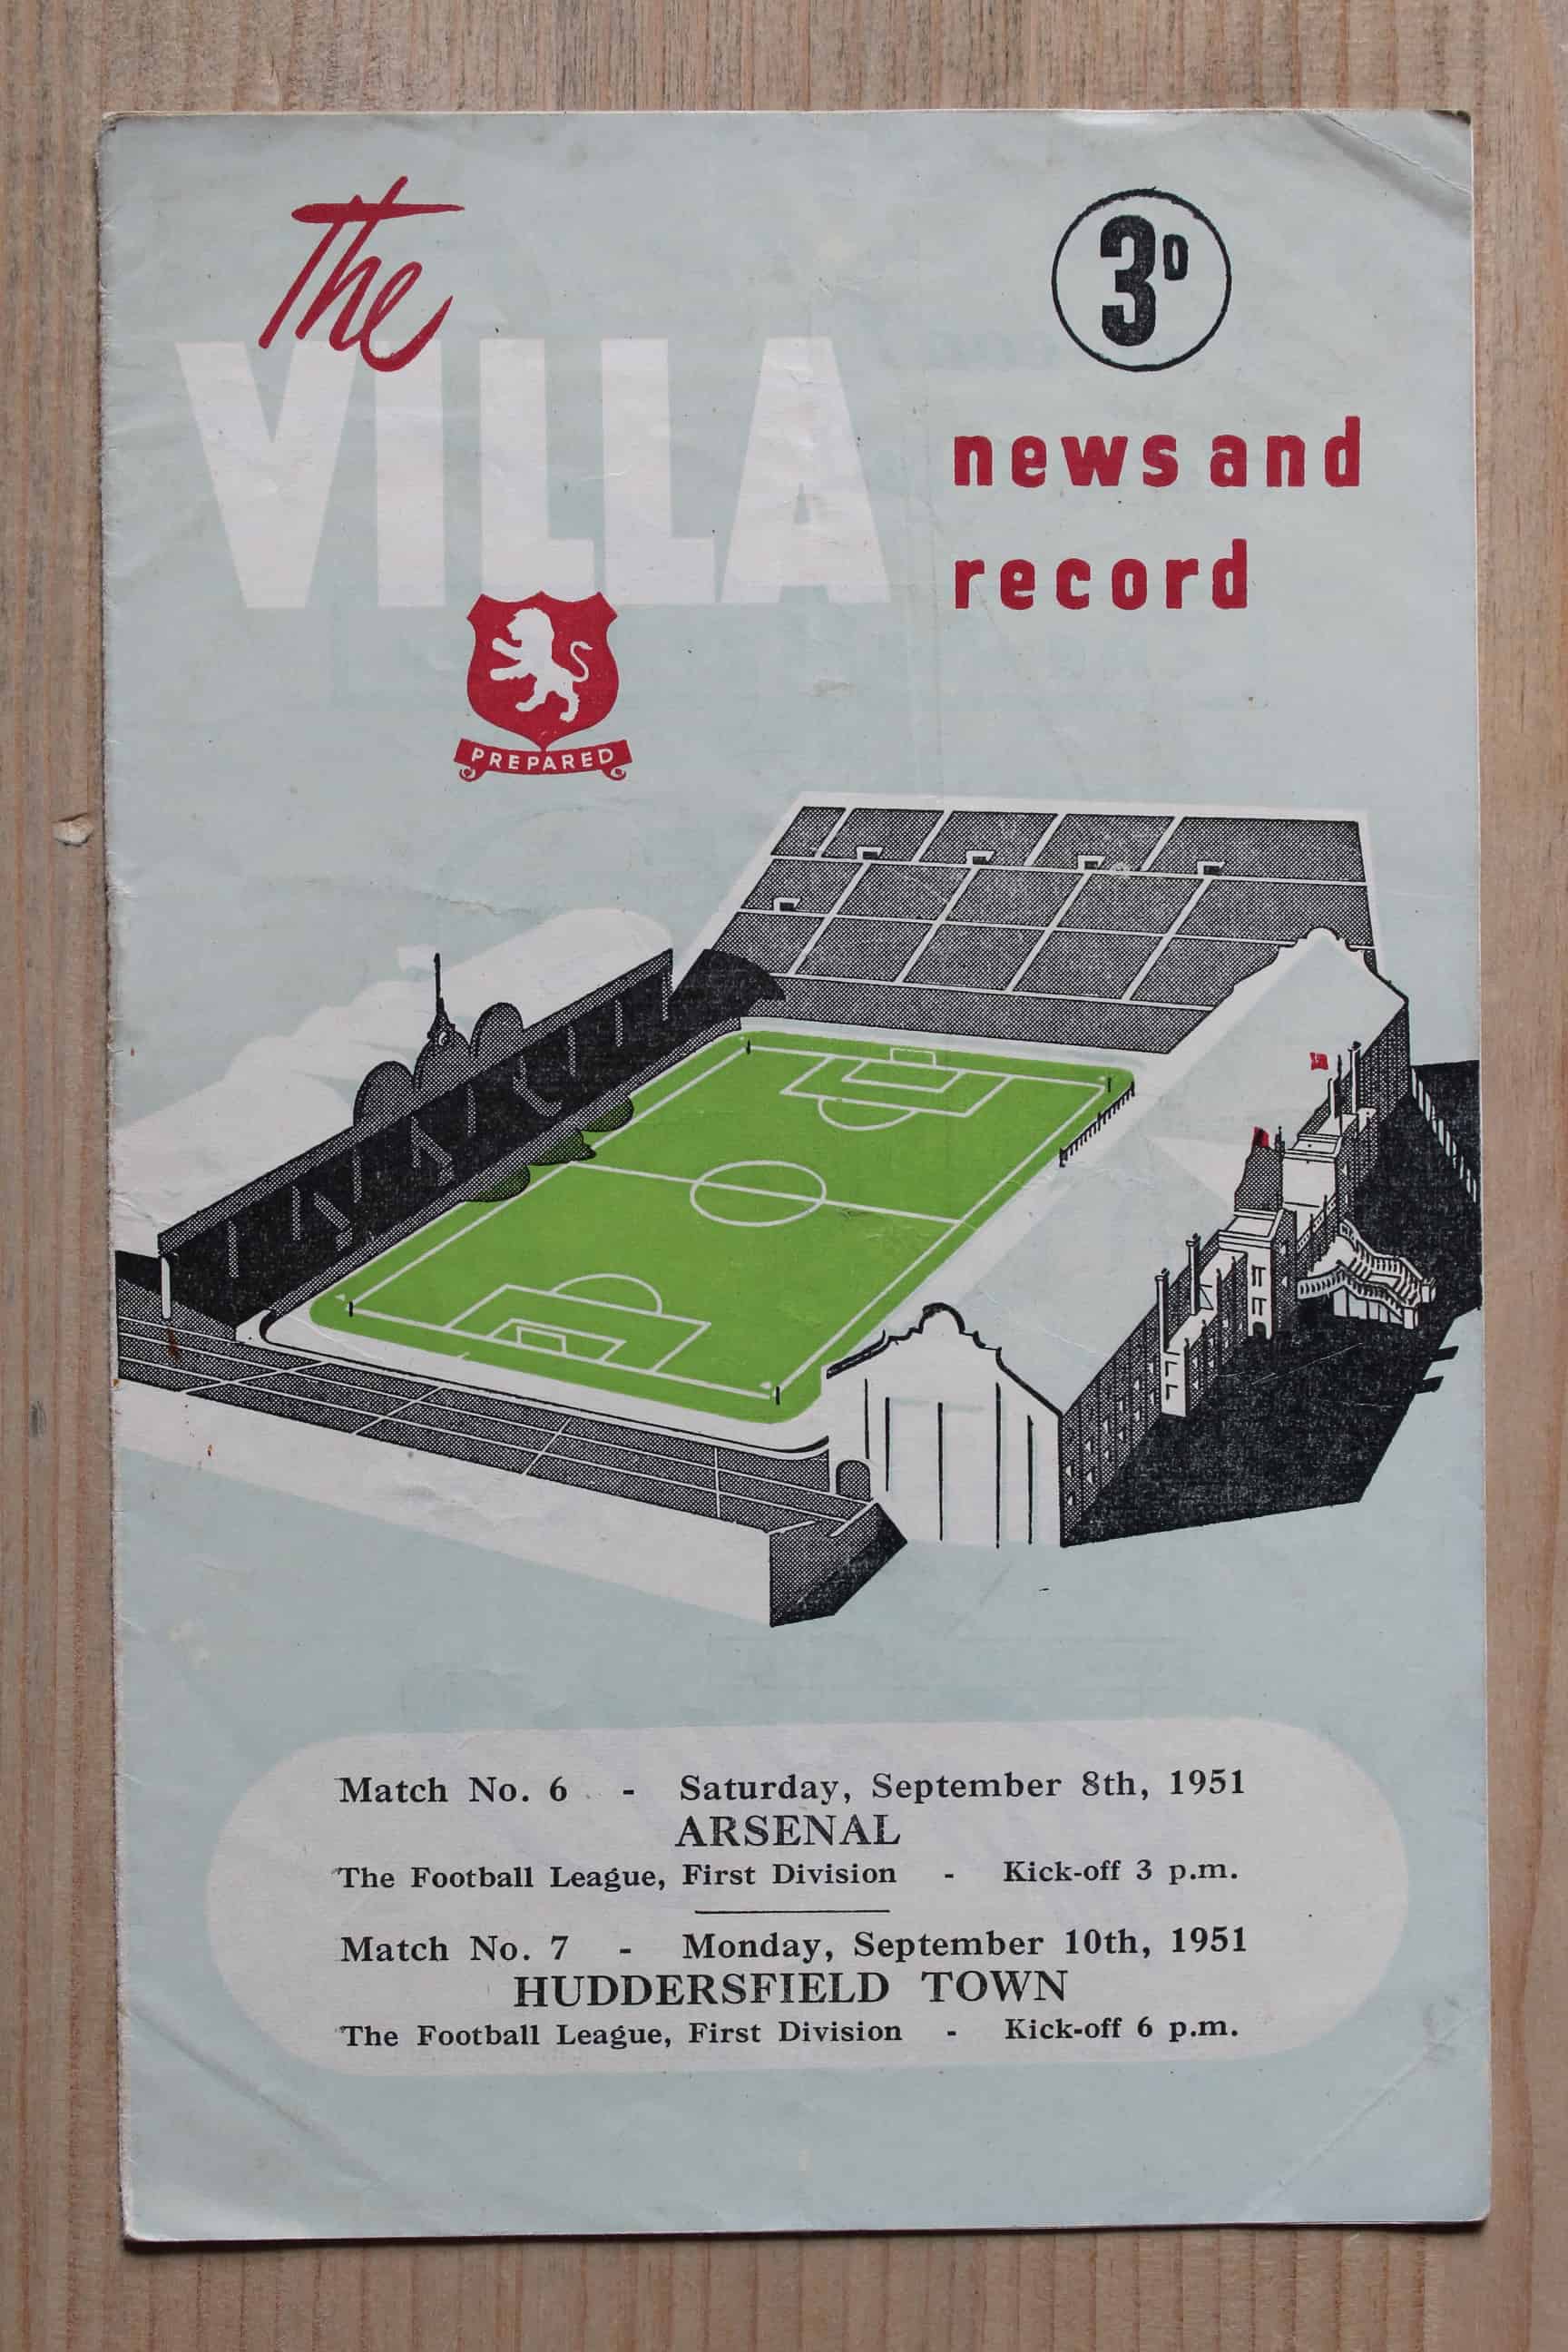 The
VILLA
3D
news and
record
PREPARED
Match No. 6 - Saturday, September 8th, 1951
ARSENAL
The Football League, First Division - Kick-off 3 p.m.
Match No. 7 - Monday, September 10th, 1951
HUDDERSFIELD TOWN
The Football League, First Division - Kick-off 6 p.m.